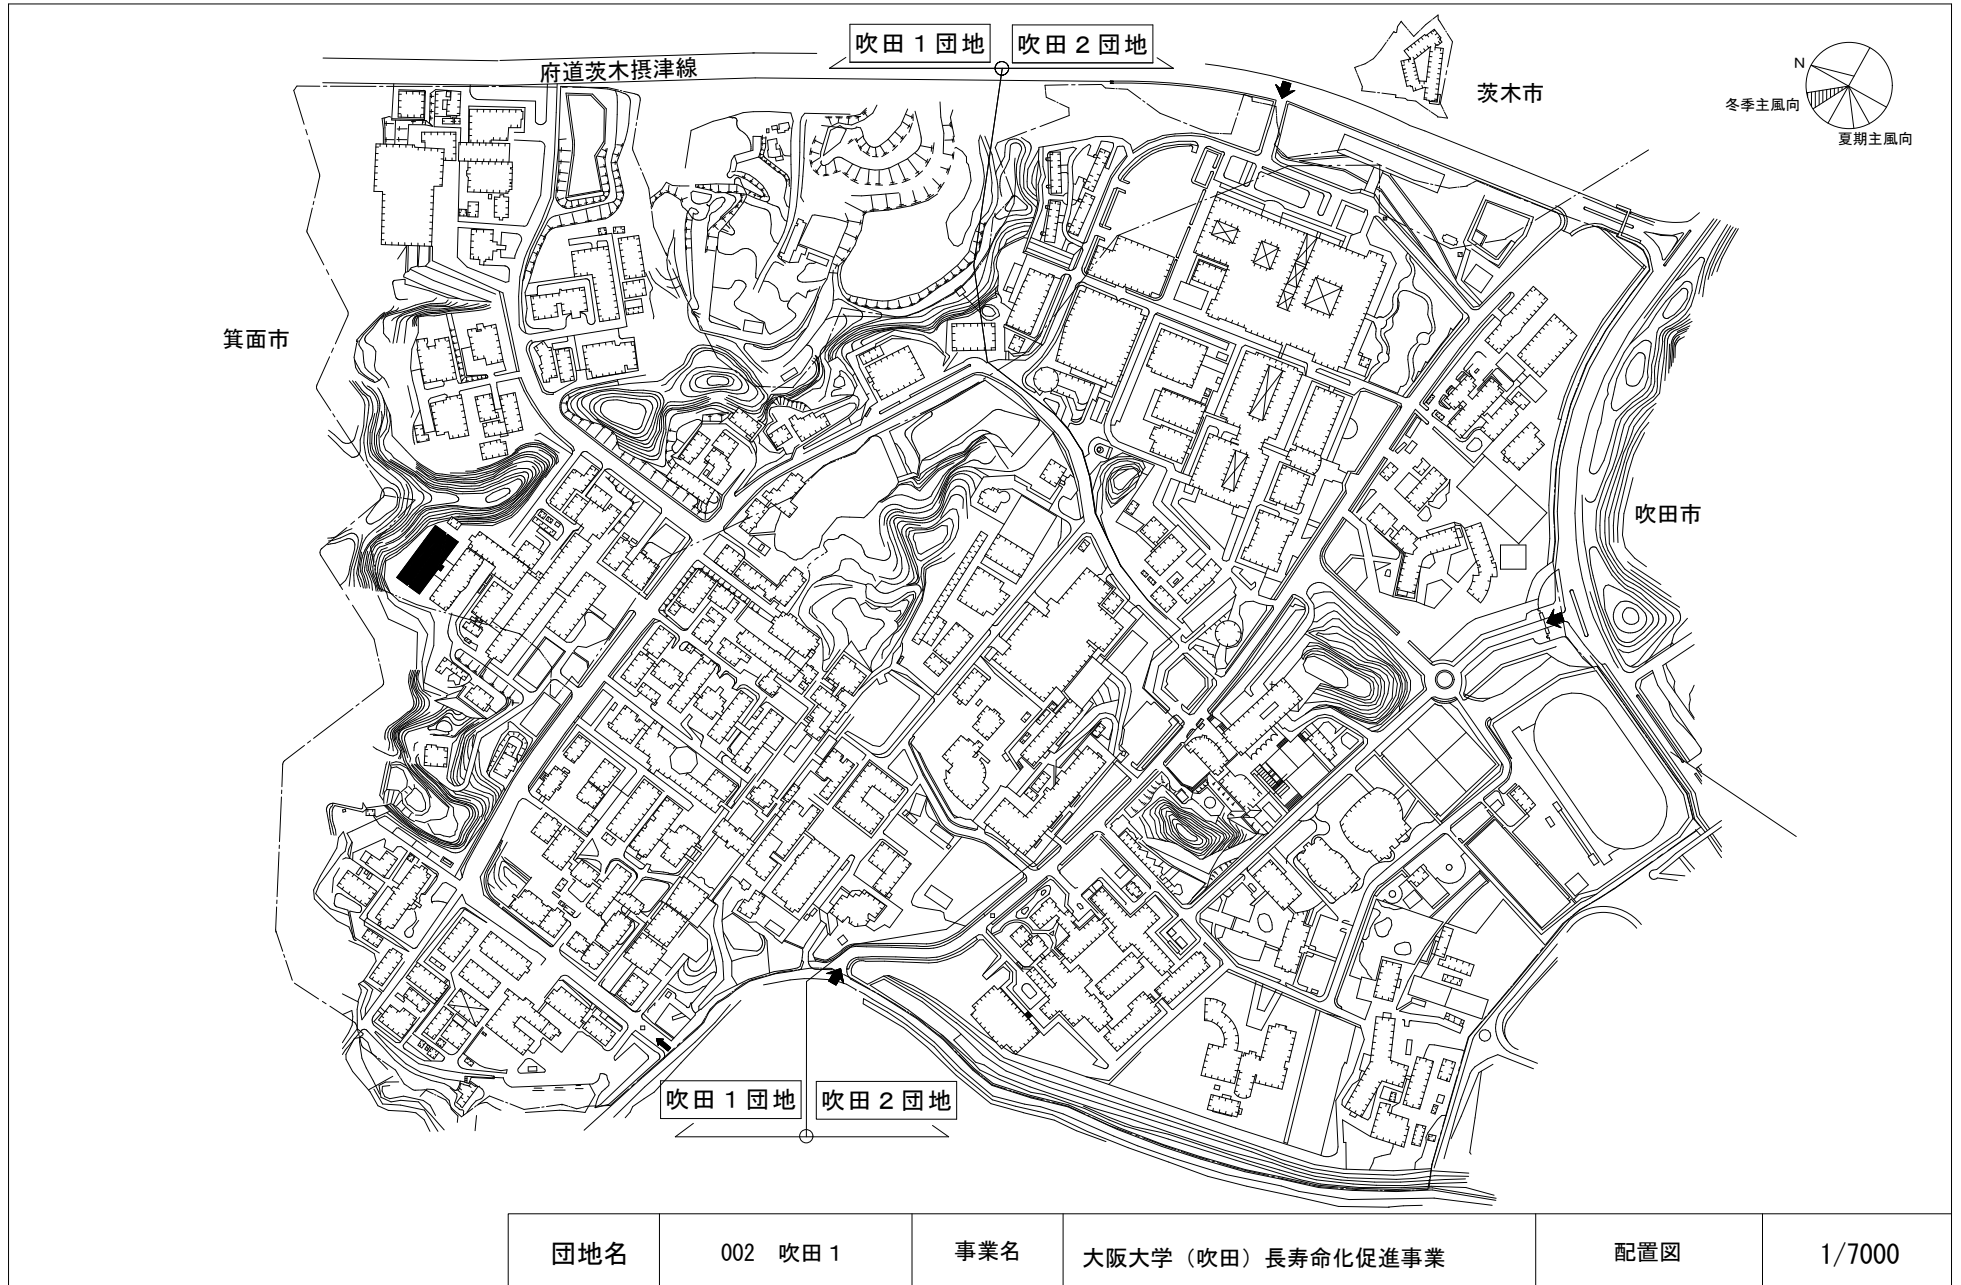 吹田１団地
吹田２団地
府道茨木摂津線
茨木市
N
冬季主風向
夏期主風向
箕面市
吹田市
吹田１団地
吹田２団地
団地名
002　吹田１
事業名
大阪大学（吹田）長寿命化促進事業
配置図
1/7000